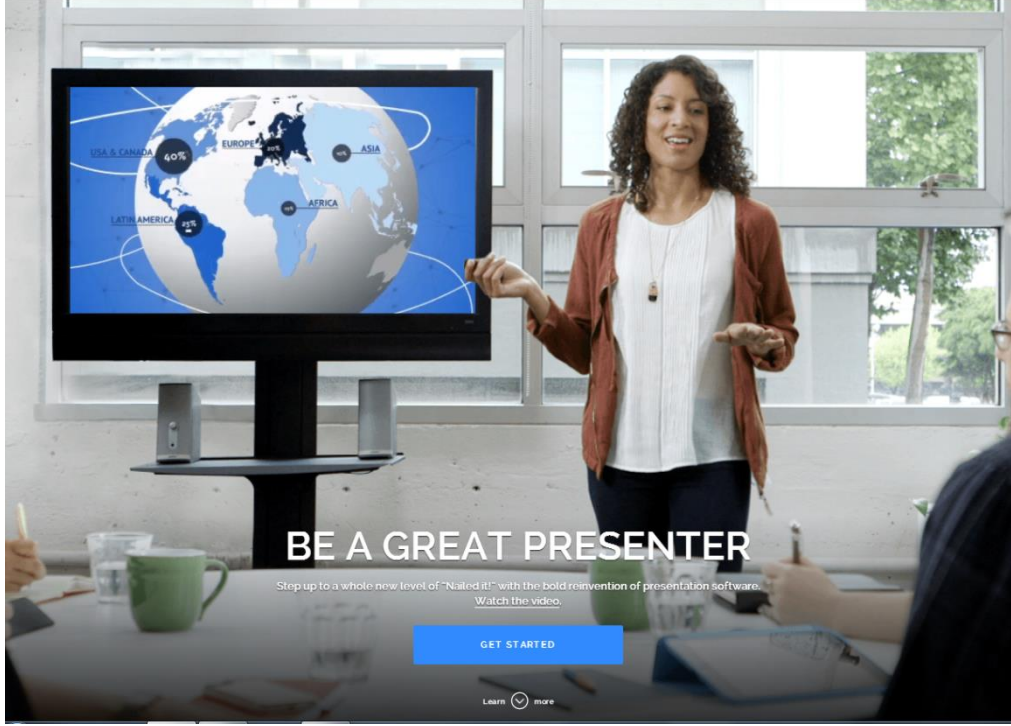 USA & CANADA
40%
EUROPE
20%
ASIA
AFRICA
LATIN AMERICA
25%
BE A GREAT PRESENTER
Step up to a whole new level of "Nailed it!" with the bold reinvention of presentation software.
Watch the video.
GET STARTED
Learn more